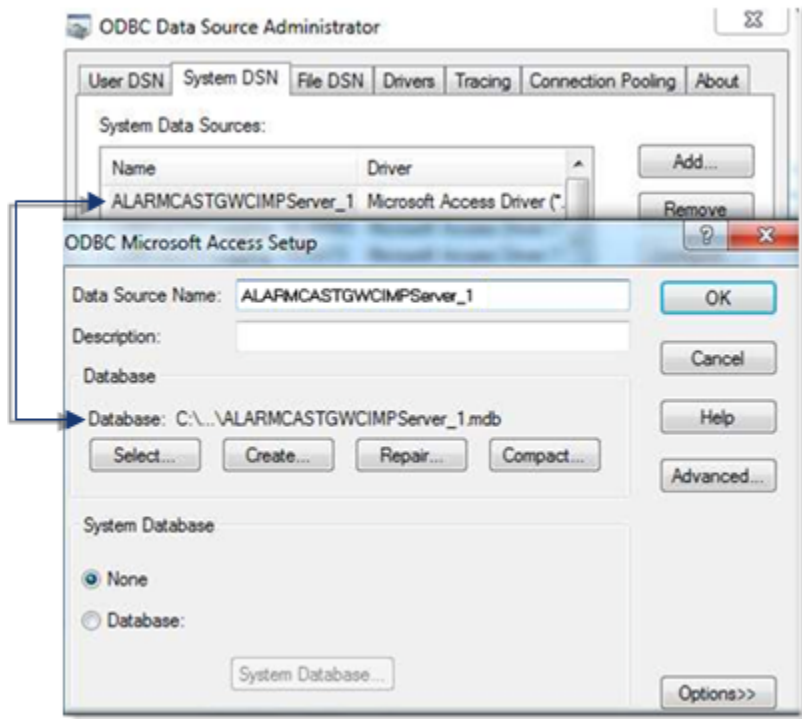 ODBC Data Source Administrator
User DSN System DSN File DSN Drivers Tracing Connection Pooling About
System Data Sources:
Name Driver Add...
ALARMCASTGWCIMPServer_1 Microsoft Access Driver (*. Remove
ODBC Microsoft Access Setup ?
Data Source Name: ALARMCASTGWCIMPServer_1 OK
Description:
Cancel
Database
Database: C:\...\ALARMCASTGWCIMPServer_1.mdb Help
Select... Create... Repair... Compact...
Advanced...
System Database
None
Database:
System Database...
Options>>